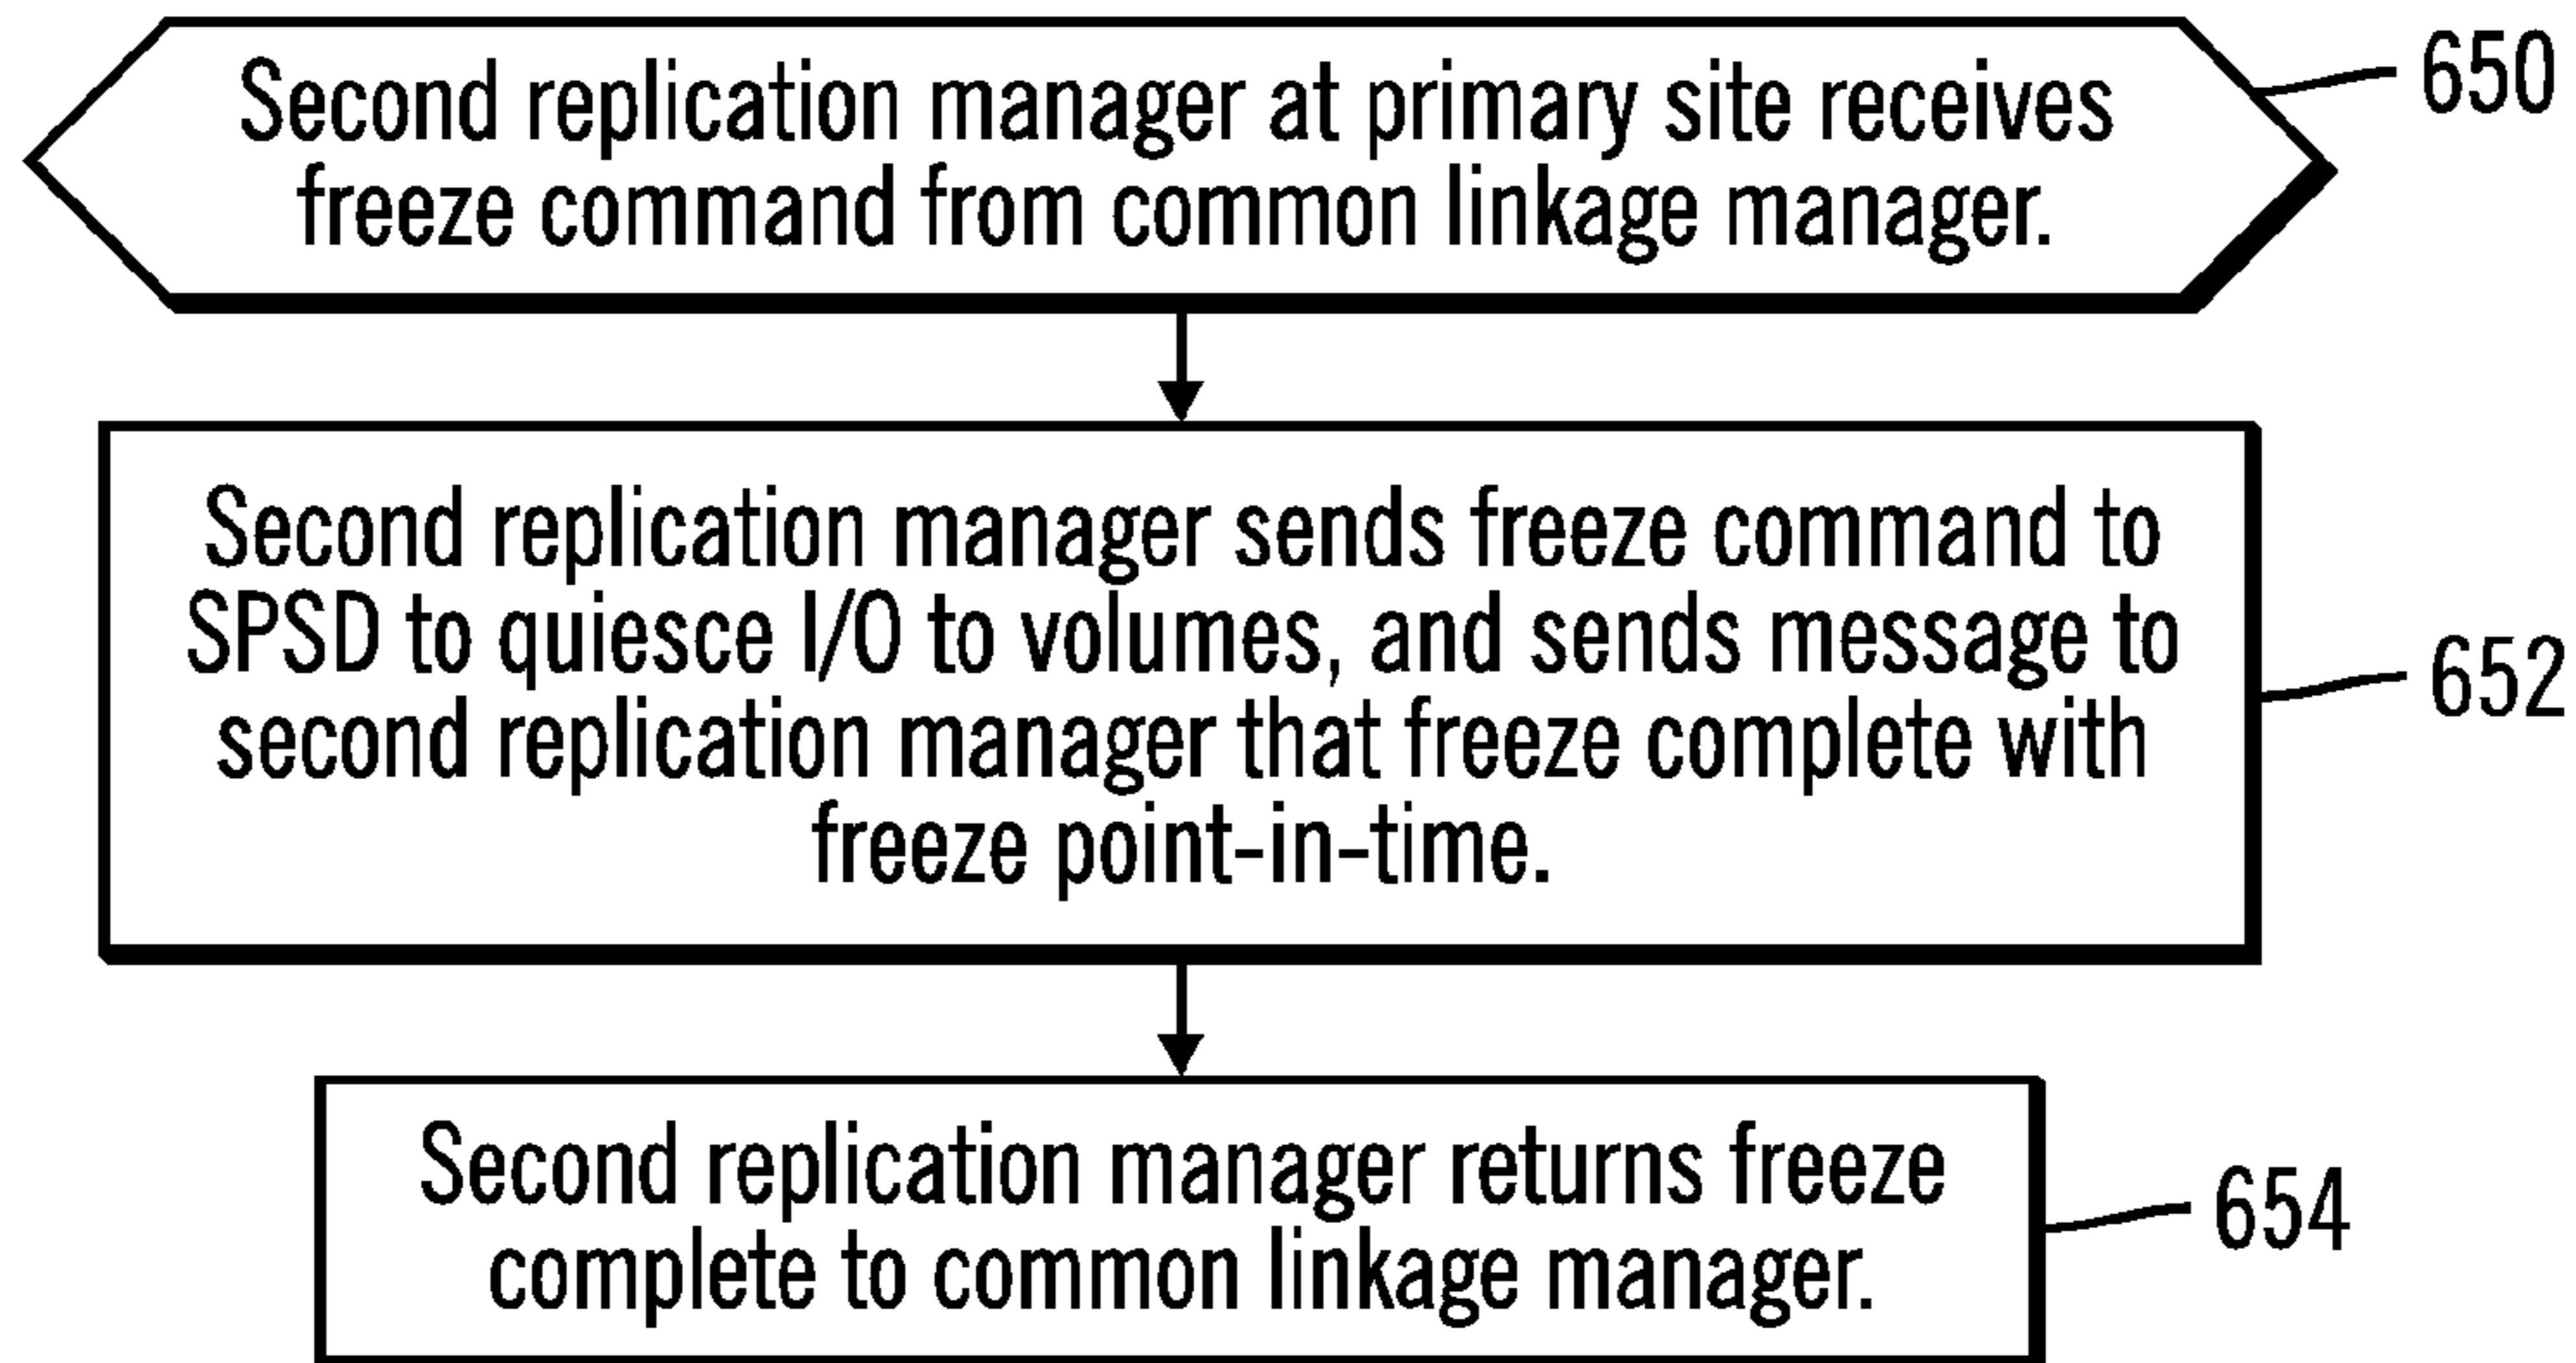 Second replication manager at primary site receives
freeze command from common linkage manager.
650
Second replication manager sends freeze command to
SPSD to quiesce I/O to volumes, and sends message to
second replication manager that freeze complete with
freeze point-in-time.
652
Second replication manager returns freeze
complete to common linkage manager.
654